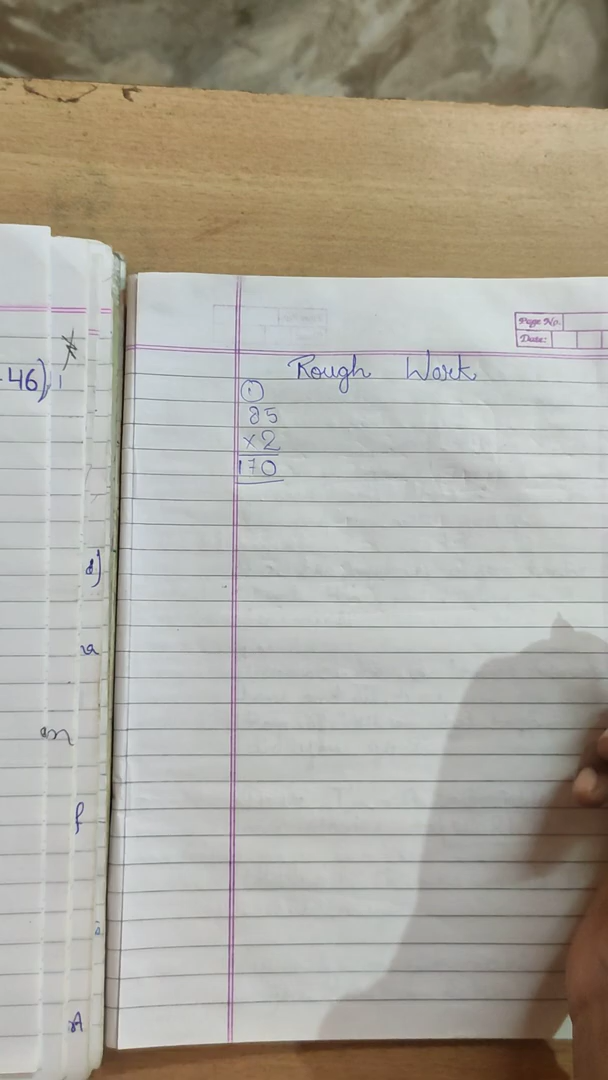 -46),
Page No.
Date:
Rough Work
1
85
×2
170
d)